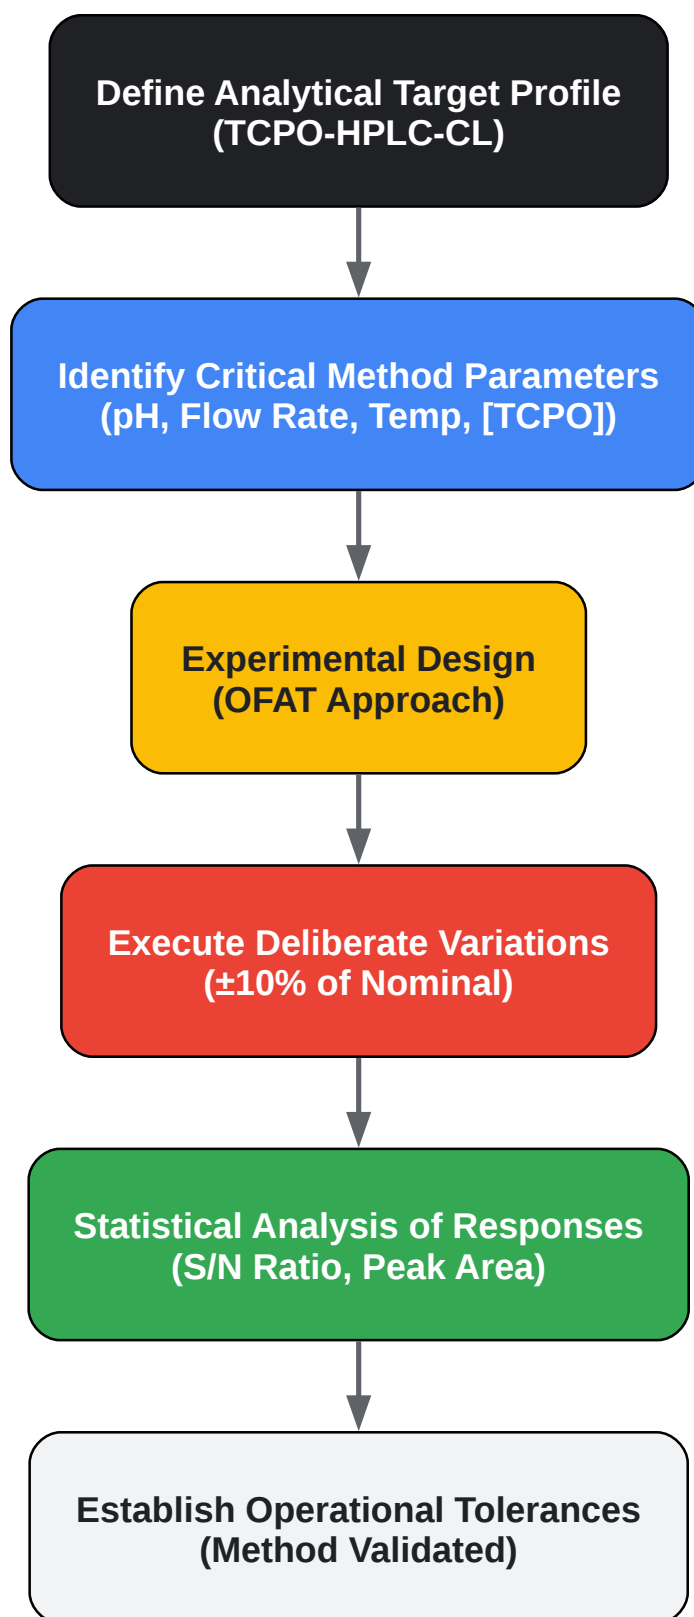 Define Analytical Target Profile
(TCPO-HPLC-CL)
Identify Critical Method Parameters
(pH, Flow Rate, Temp, [TCPO])
Experimental Design
(OFAT Approach)
Execute Deliberate Variations
(±10% of Nominal)
Statistical Analysis of Responses
(S/N Ratio, Peak Area)
Establish Operational Tolerances
(Method Validated)